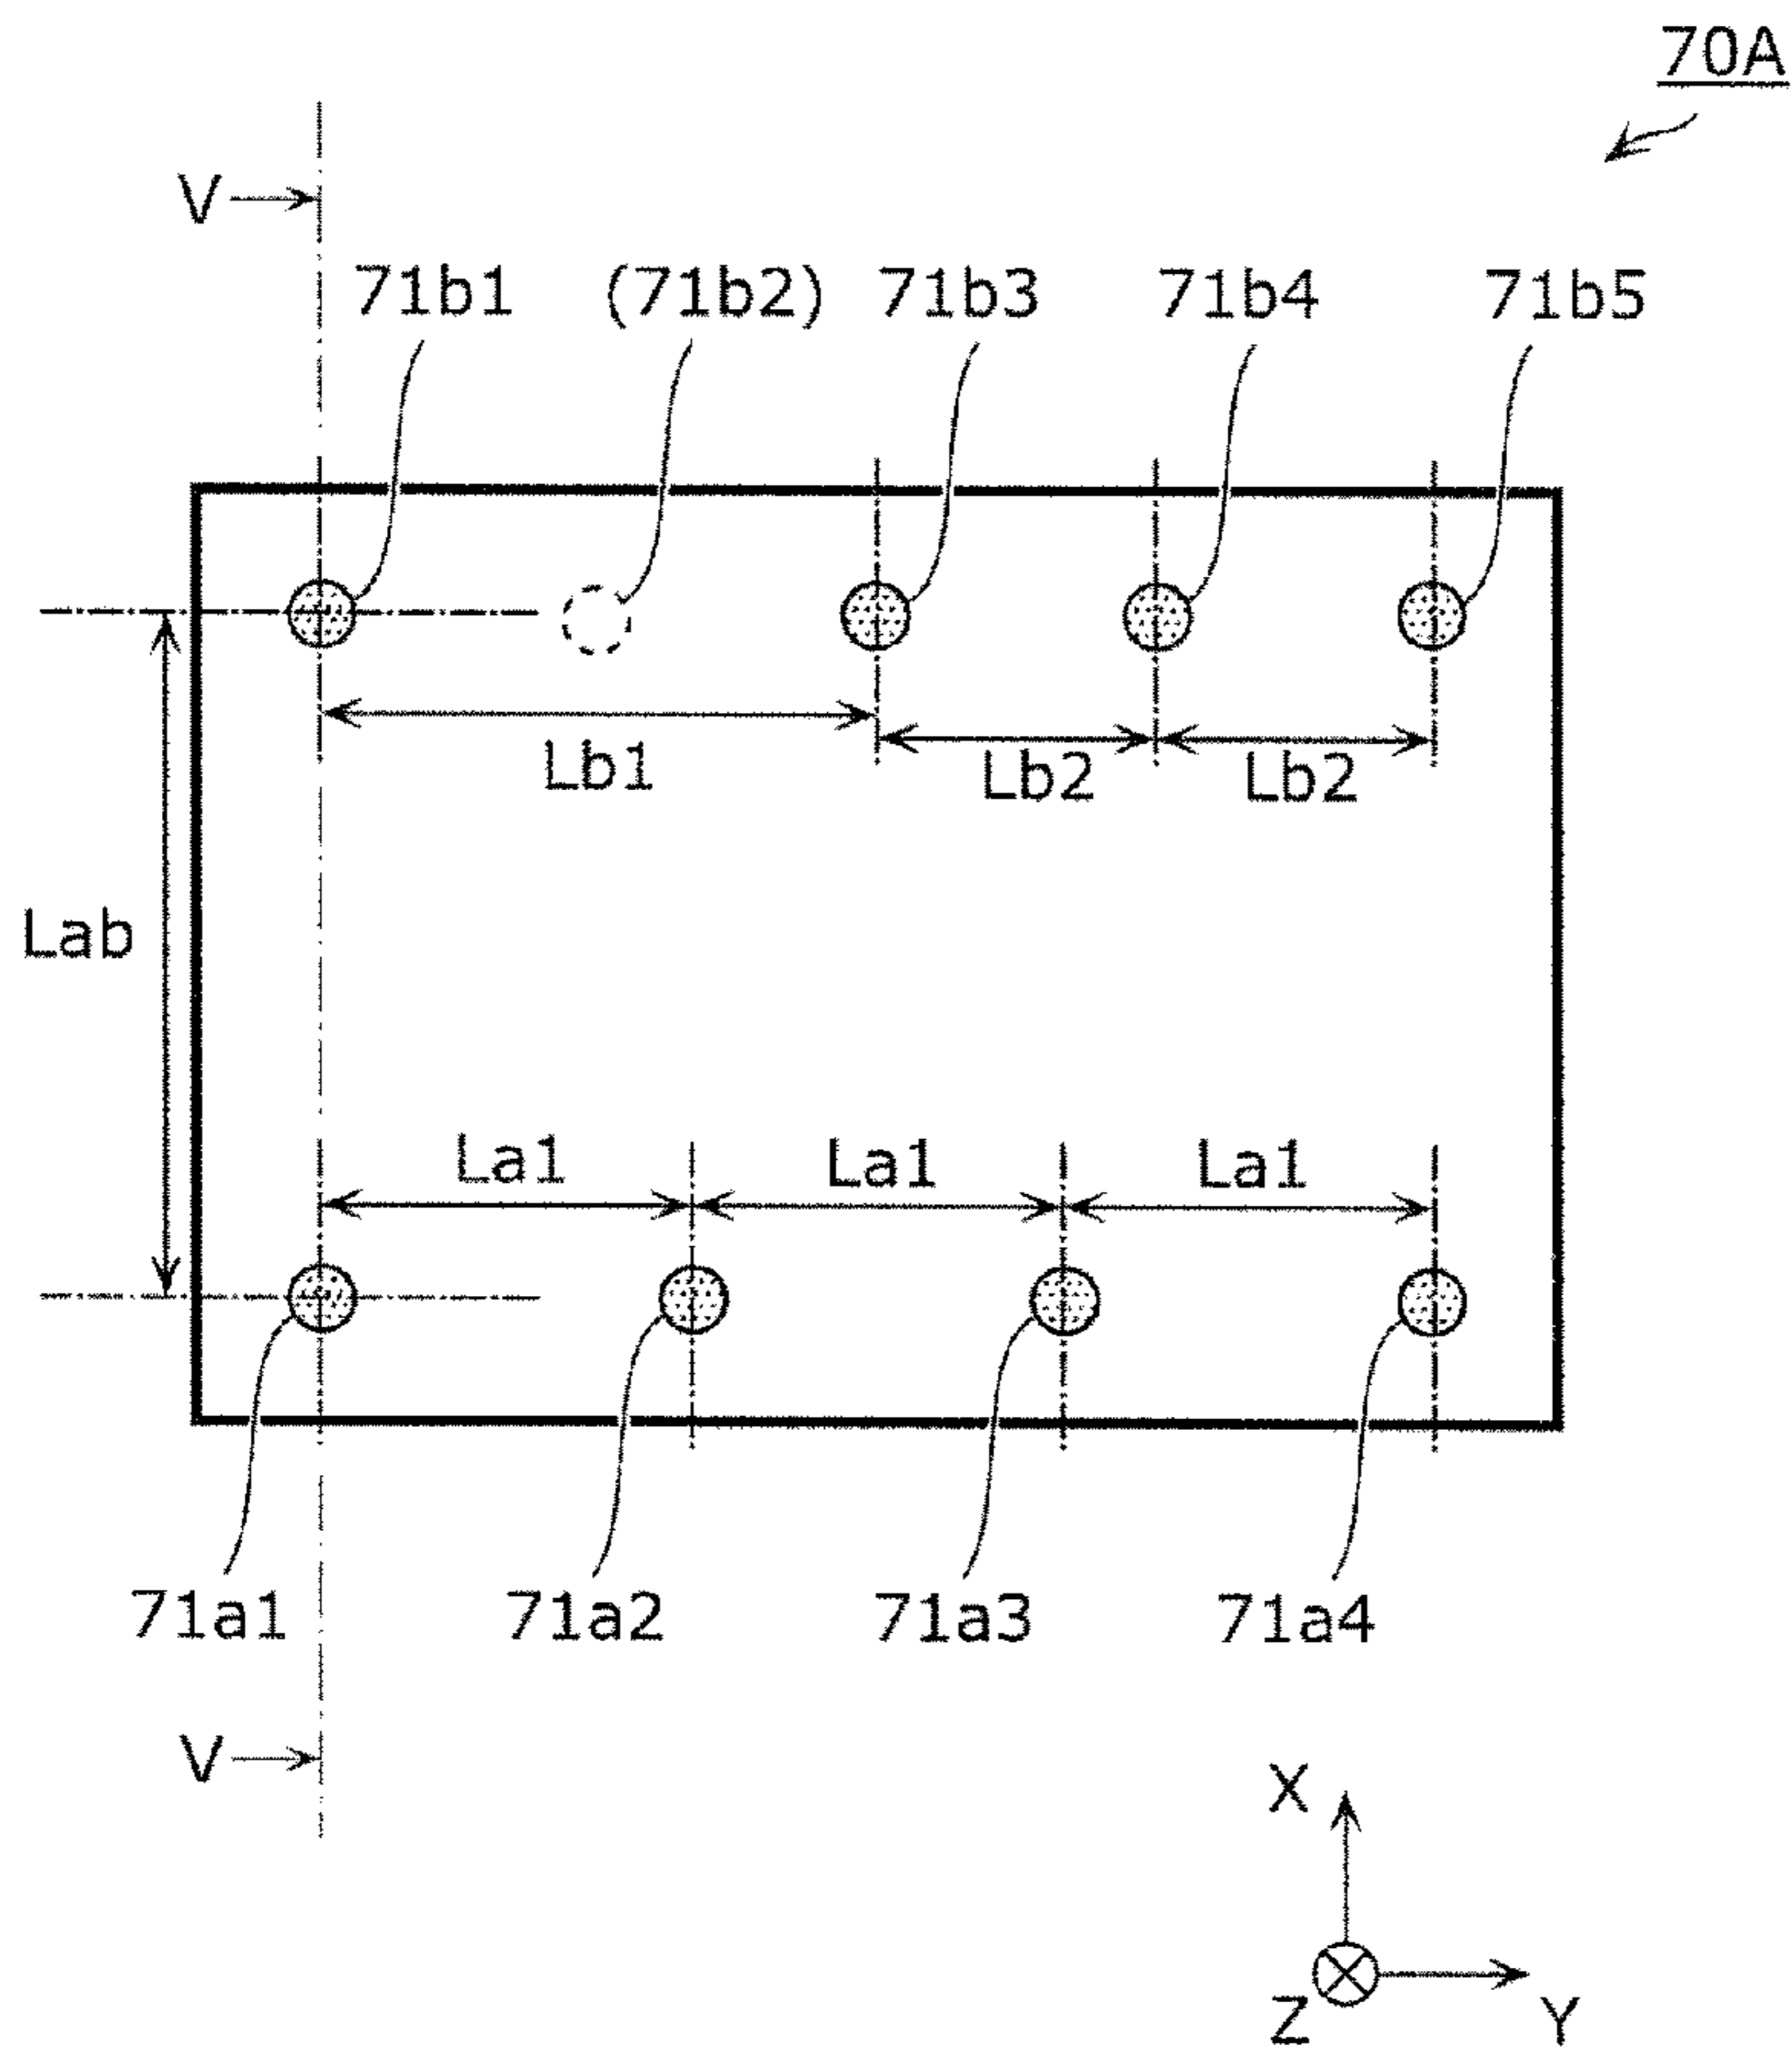 70A
V
71b1 (71b2) 71b3 71b4 71b5
Lb1 Lb2 Lb2
Lab
La1 La1 La1
71a1 71a2 71a3 71a4
V
X
Z Y